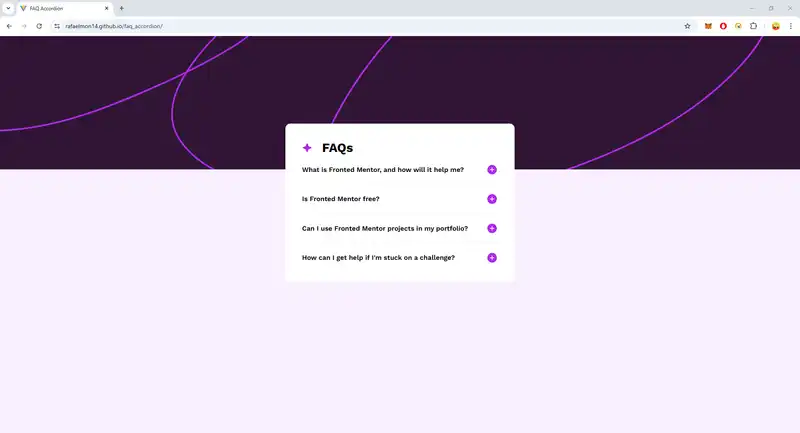 FAQ Accordion
rafaelmon14.github.io/faq_accordion/
FAQs
What is Fronted Mentor, and how will it help me?
Is Fronted Mentor free?
Can I use Fronted Mentor projects in my portfolio?
How can I get help if I'm stuck on a challenge?